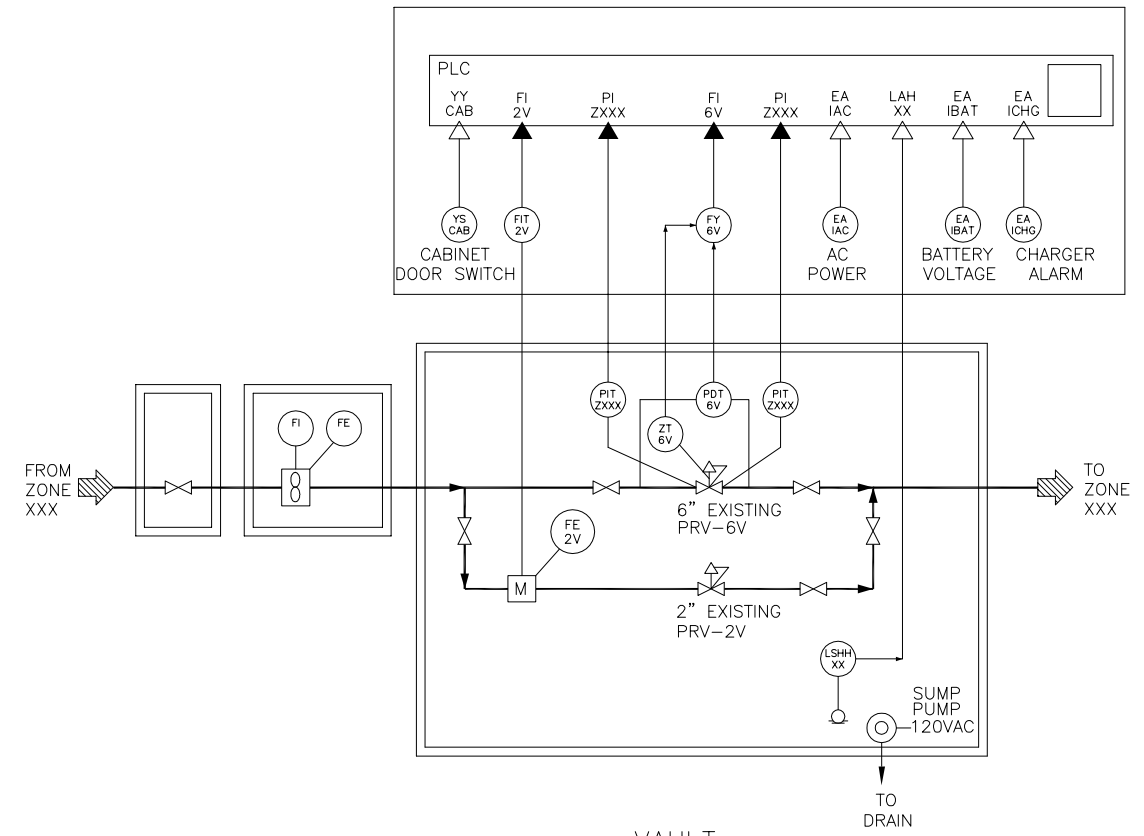 PLC
YY
CAB
FI
2V
PI
ZXXX
FI
6V
PI
ZXXX
EA
IAC
LAH
XX
EA
IBAT
EA
ICHG
YS
CAB
FIT
2V
FY
6V
EA
IAC
EA
IBAT
EA
ICHG
CABINET
DOOR SWITCH
AC
POWER
BATTERY
VOLTAGE
CHARGER
ALARM
PIT
ZXXX
PDT
6V
PIT
ZXXX
ZT
6V
FI
FE
FROM
ZONE
XXX
TO
ZONE
XXX
6" EXISTING
PRV-6V
FE
2V
M
2" EXISTING
PRV-2V
LSHH
XX
SUMP
PUMP
120VAC
TO
DRAIN
VAULT